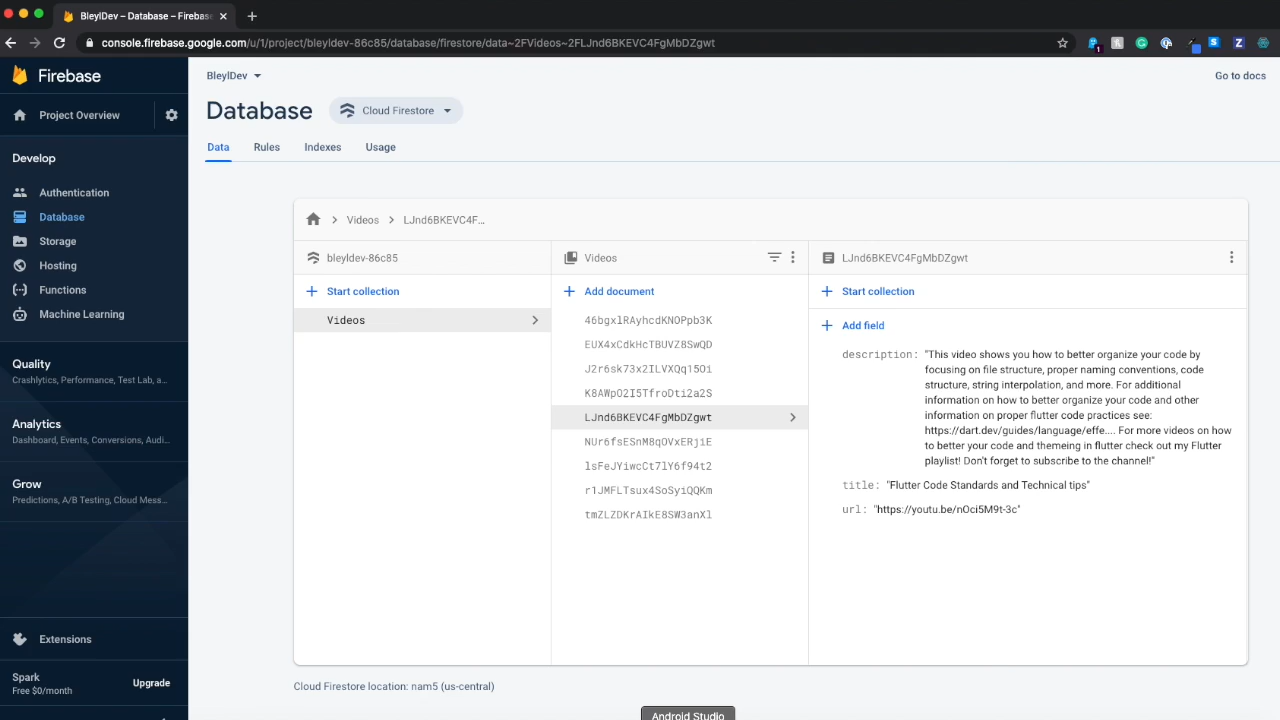 BleylDev – Database – Firebase
console.firebase.google.com/u/1/project/bleyldev-86c85/database/firestore/data~2FVideos~2FLJnd6BKEVC4FgMbDZgwt
Firebase
Project Overview
Develop
Authentication
Database
Storage
Hosting
Functions
Machine Learning
Quality
Crashlytics, Performance, Test Lab, a...
Analytics
Dashboard, Events, Conversions, Audi...
Grow
Predictions, A/B Testing, Cloud Mess...
Extensions
Spark
Free $0/month
Upgrade
BleylDev
Go to docs
Database
Cloud Firestore
Data
Rules
Indexes
Usage
Videos
LJnd6BKEVC4F...
bleyldev-86c85
Start collection
Videos
Videos
Add document
46bgxlRAyhcdKNOPpb3K
EUX4xCdkHcTBUVZ8SwQD
J2r6sk73x2ILVXQq15Oi
K8AWpO2I5TfroDti2a2S
LJnd6BKEVC4FgMbDZgwt
NUr6fsESnM8qOVxERjiE
lsFeJYiwcCt7lY6f94t2
r1JMFLTsux4SoSyiQQKm
tmZLZDKrAIkE8SW3anXl
LJnd6BKEVC4FgMbDZgwt
Start collection
Add field
description: "This video shows you how to better organize your code by
focusing on file structure, proper naming conventions, code
structure, string interpolation, and more. For additional
information on how to better organize your code and other
information on proper flutter code practices see:
https://dart.dev/guides/language/effe.... For more videos on how
to better your code and themeing in flutter check out my Flutter
playlist! Don't forget to subscribe to the channel!"
title: "Flutter Code Standards and Technical tips"
url: "https://youtu.be/nOci5M9t-3c"
Cloud Firestore location: nam5 (us-central)
Android Studio